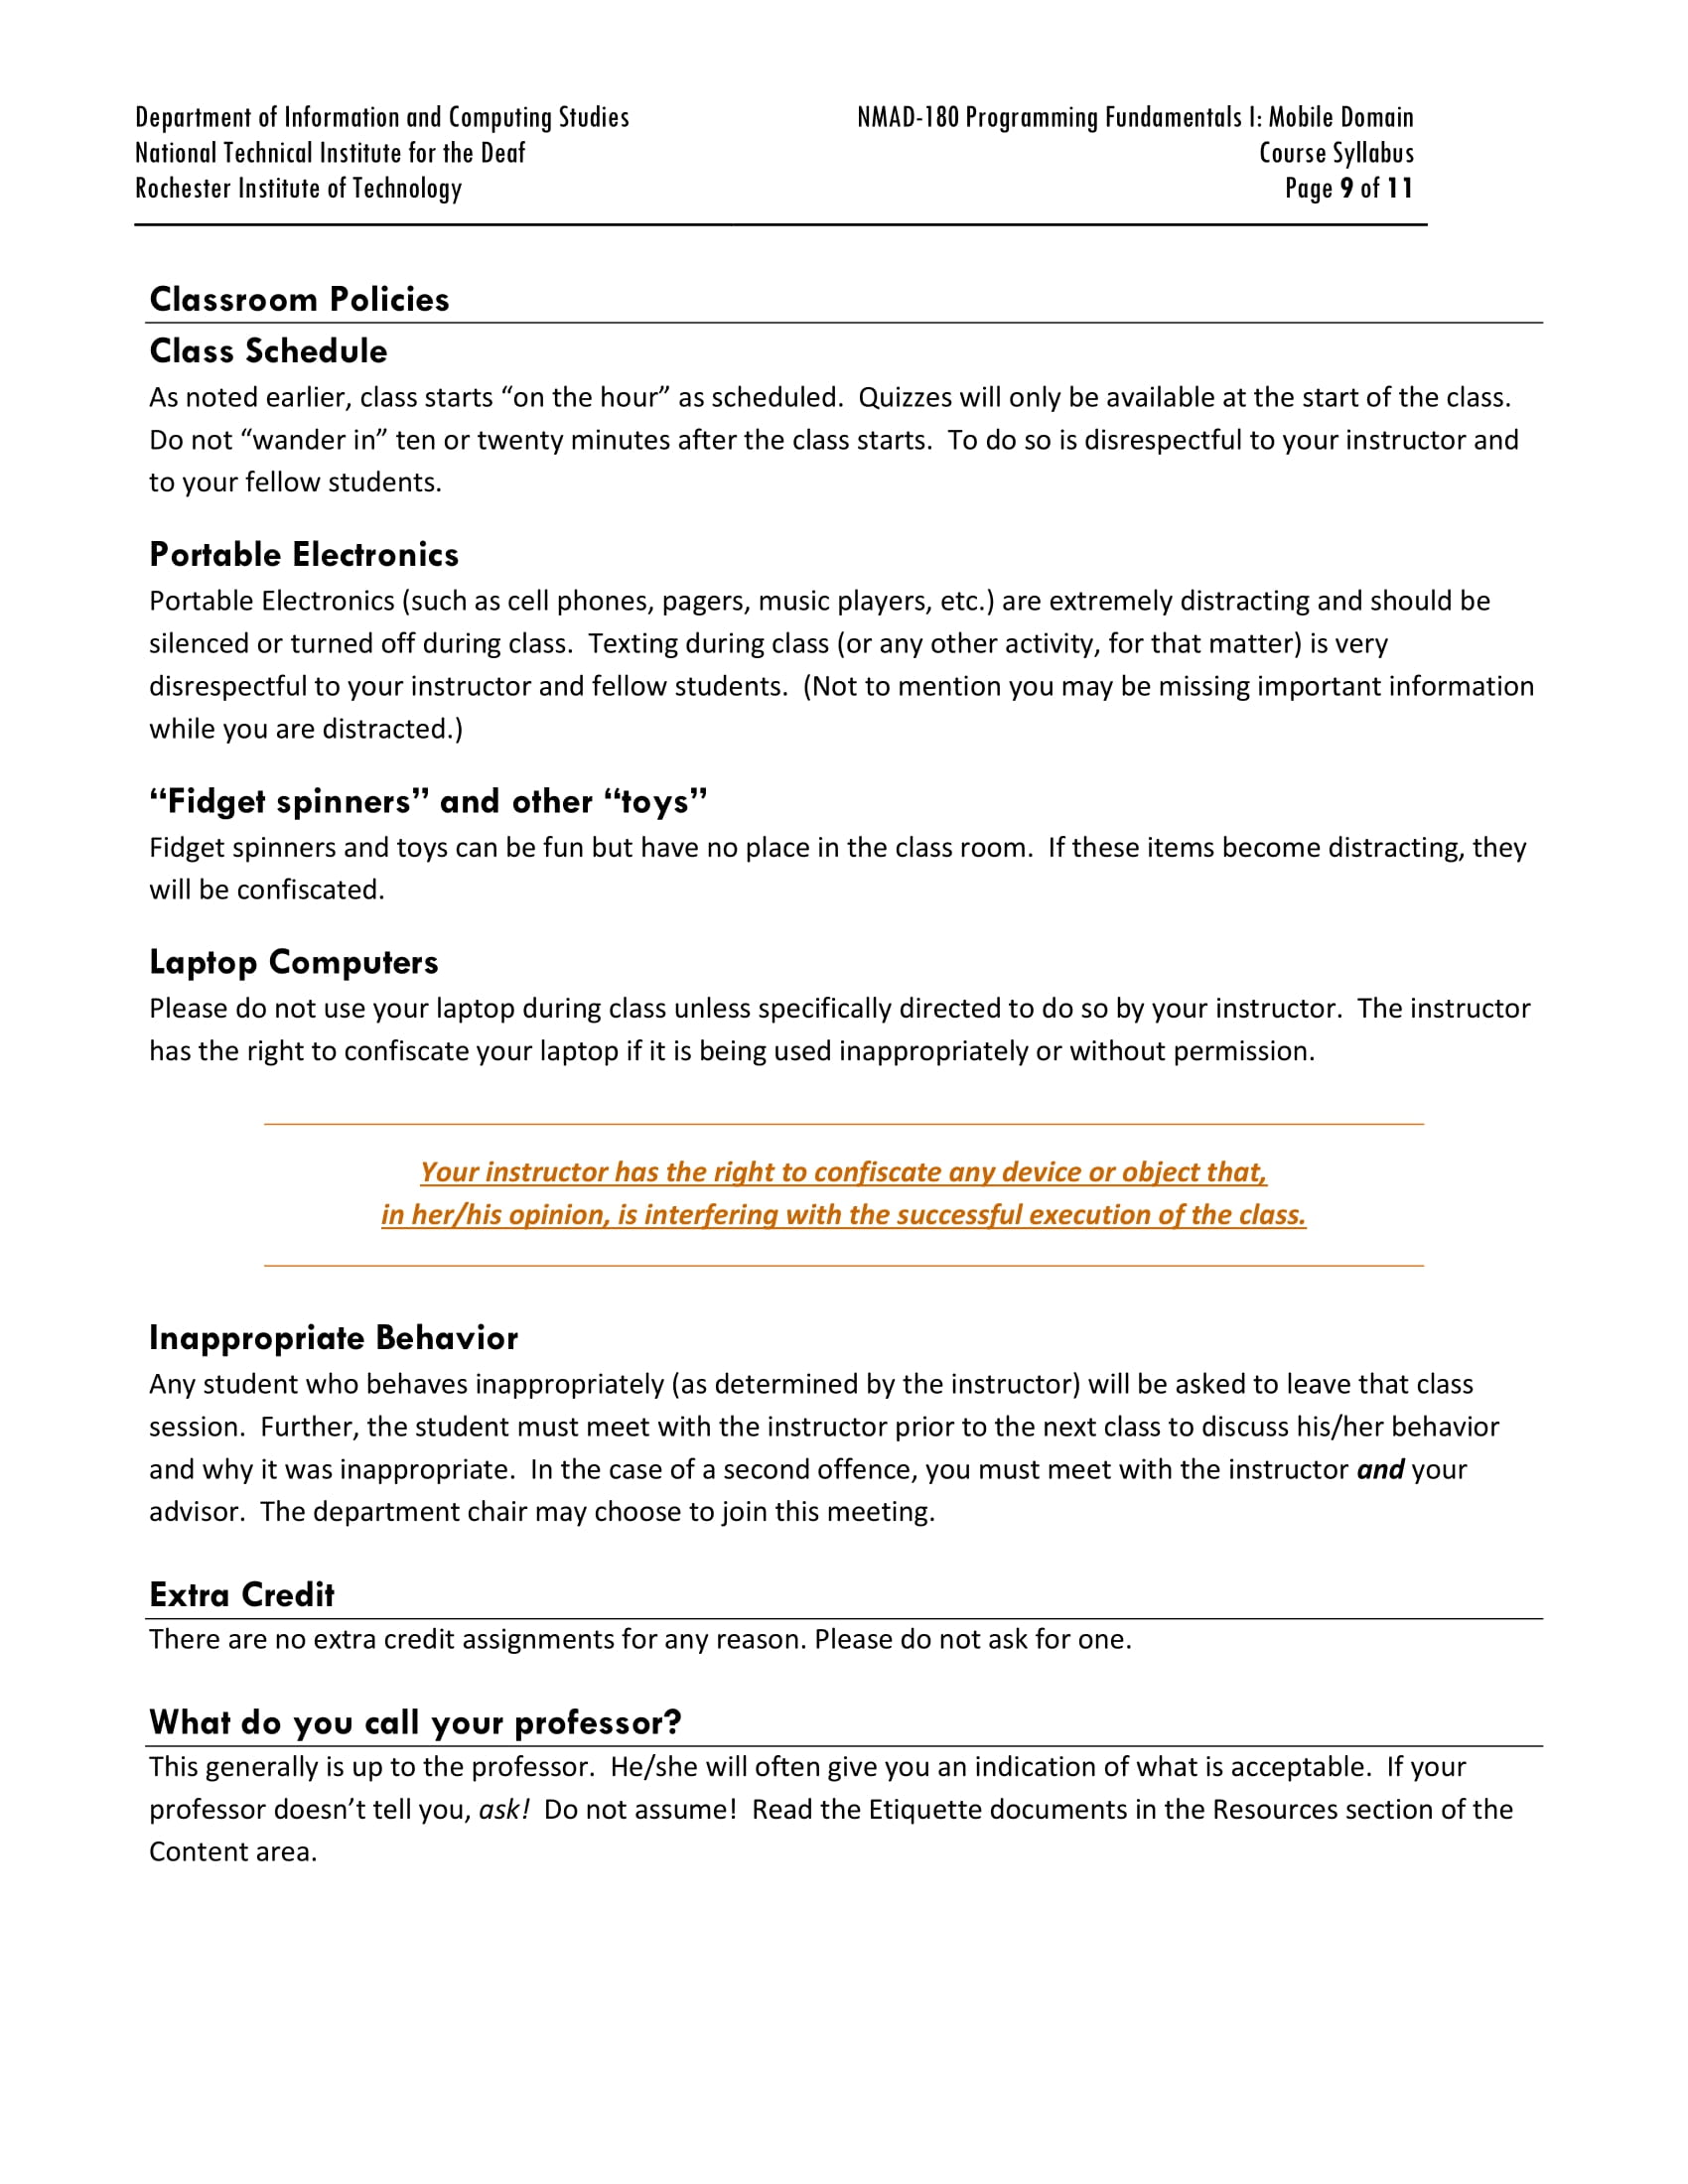 Department of Information and Computing Studies
National Technical Institute for the Deaf
Rochester Institute of Technology
NMAD-180 Programming Fundamentals I: Mobile Domain
Course Syllabus
Page 9 of 11
Classroom Policies
Class Schedule
As noted earlier, class starts “on the hour” as scheduled.  Quizzes will only be available at the start of the class.
Do not “wander in” ten or twenty minutes after the class starts.  To do so is disrespectful to your instructor and
to your fellow students.
Portable Electronics
Portable Electronics (such as cell phones, pagers, music players, etc.) are extremely distracting and should be
silenced or turned off during class.  Texting during class (or any other activity, for that matter) is very
disrespectful to your instructor and fellow students.  (Not to mention you may be missing important information
while you are distracted.)
“Fidget spinners” and other “toys”
Fidget spinners and toys can be fun but have no place in the class room.  If these items become distracting, they
will be confiscated.
Laptop Computers
Please do not use your laptop during class unless specifically directed to do so by your instructor.  The instructor
has the right to confiscate your laptop if it is being used inappropriately or without permission.
Your instructor has the right to confiscate any device or object that,
in her/his opinion, is interfering with the successful execution of the class.
Inappropriate Behavior
Any student who behaves inappropriately (as determined by the instructor) will be asked to leave that class
session.  Further, the student must meet with the instructor prior to the next class to discuss his/her behavior
and why it was inappropriate.  In the case of a second offence, you must meet with the instructor and your
advisor.  The department chair may choose to join this meeting.
Extra Credit
There are no extra credit assignments for any reason. Please do not ask for one.
What do you call your professor?
This generally is up to the professor.  He/she will often give you an indication of what is acceptable.  If your
professor doesn’t tell you, ask!  Do not assume!  Read the Etiquette documents in the Resources section of the
Content area.